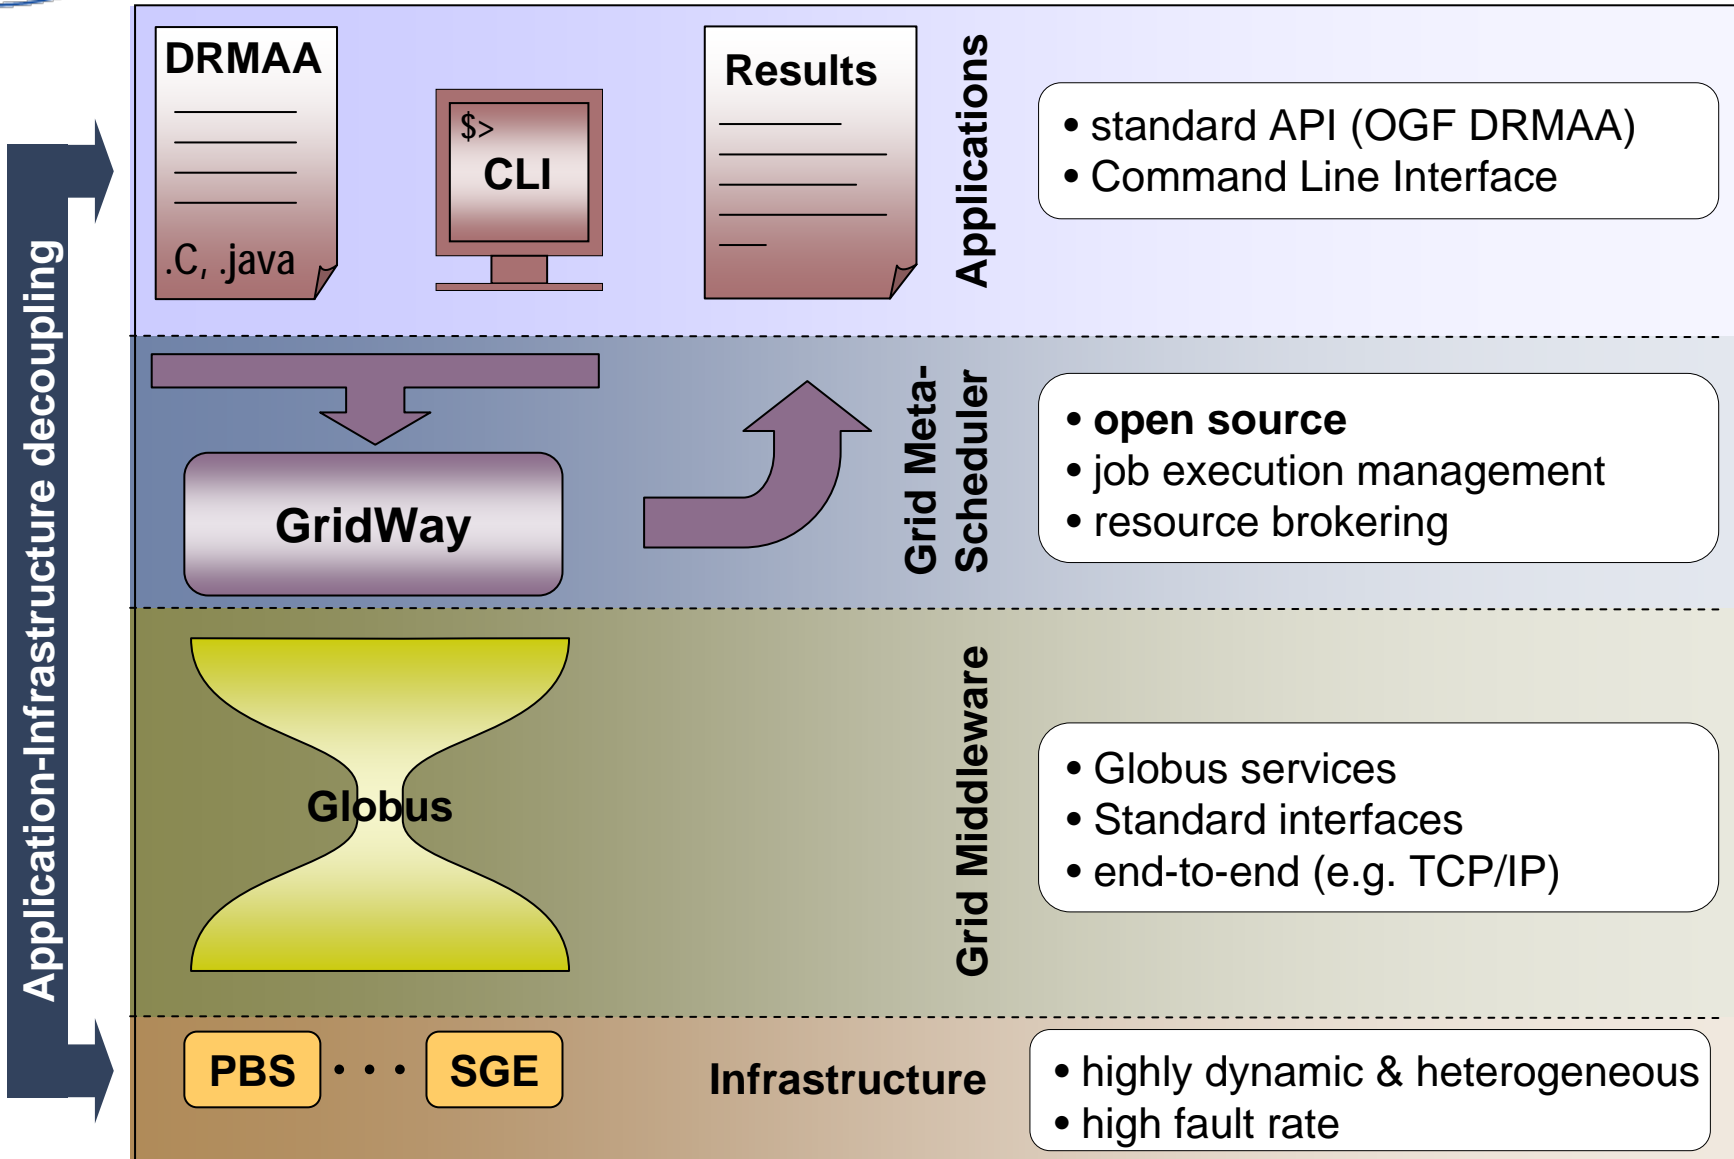 Application-Infrastructure decoupling
DRMAA
.C, .java
$>
CLI
Results
Applications
• standard API (OGF DRMAA)
• Command Line Interface
GridWay
Grid Meta-
Scheduler
• open source
• job execution management
• resource brokering
Globus
Grid Middleware
• Globus services
• Standard interfaces
• end-to-end (e.g. TCP/IP)
PBS
· · ·
SGE
Infrastructure
• highly dynamic & heterogeneous
• high fault rate